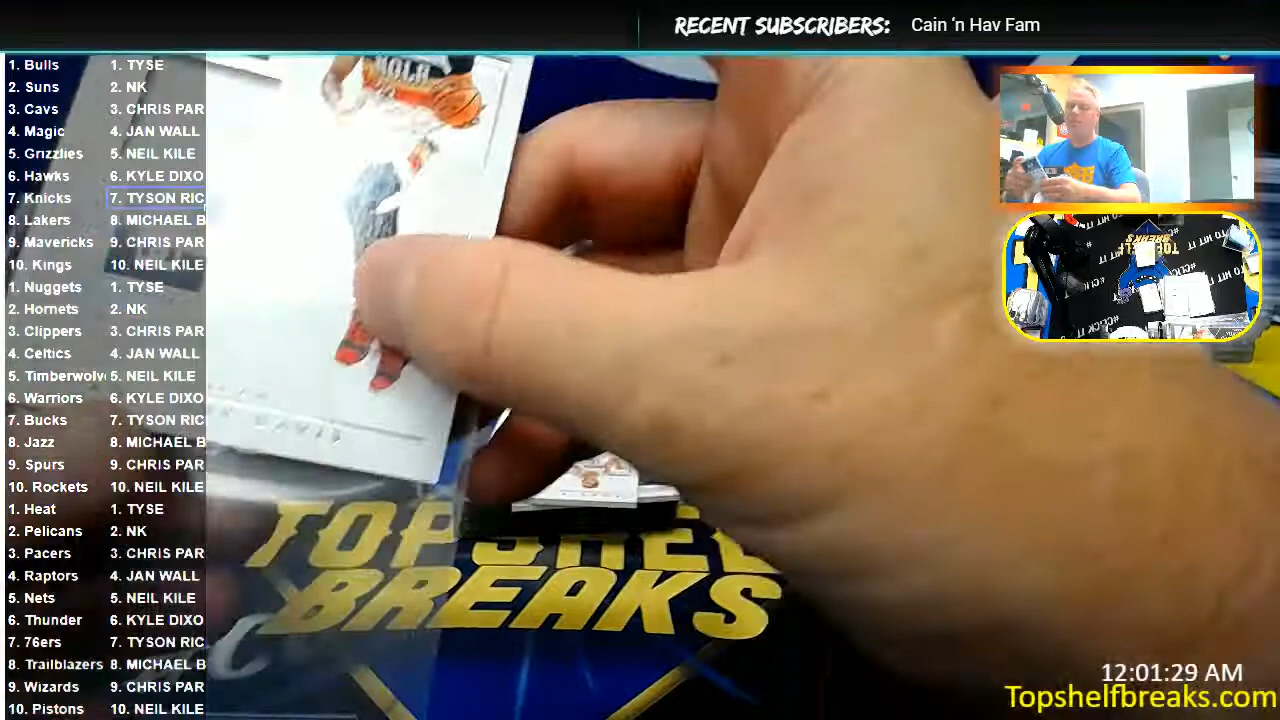 RECENT SUBSCRIBERS: Cain 'n Hav Fam
1. Bulls 1. TYSE
2. Suns 2. NK
3. Cavs 3. CHRIS PAR
4. Magic 4. JAN WALL
5. Grizzlies 5. NEIL KILE
6. Hawks 6. KYLE DIXO
7. Knicks 7. TYSON RIC
8. Lakers 8. MICHAEL B
9. Mavericks 9. CHRIS PAR
10. Kings 10. NEIL KILE
1. Nuggets 1. TYSE
2. Hornets 2. NK
3. Clippers 3. CHRIS PAR
4. Celtics 4. JAN WALL
5. Timberwolv 5. NEIL KILE
6. Warriors 6. KYLE DIXO
7. Bucks 7. TYSON RIC
8. Jazz 8. MICHAEL B
9. Spurs 9. CHRIS PAR
10. Rockets 10. NEIL KILE
1. Heat 1. TYSE
2. Pelicans 2. NK
3. Pacers 3. CHRIS PAR
4. Raptors 4. JAN WALL
5. Nets 5. NEIL KILE
6. Thunder 6. KYLE DIXO
7. 76ers 7. TYSON RIC
8. Trailblazers 8. MICHAEL B
9. Wizards 9. CHRIS PAR
10. Pistons 10. NEIL KILE
TOPSHEL
BREAKS
12:01:29 AM
Topshelfbreaks.com